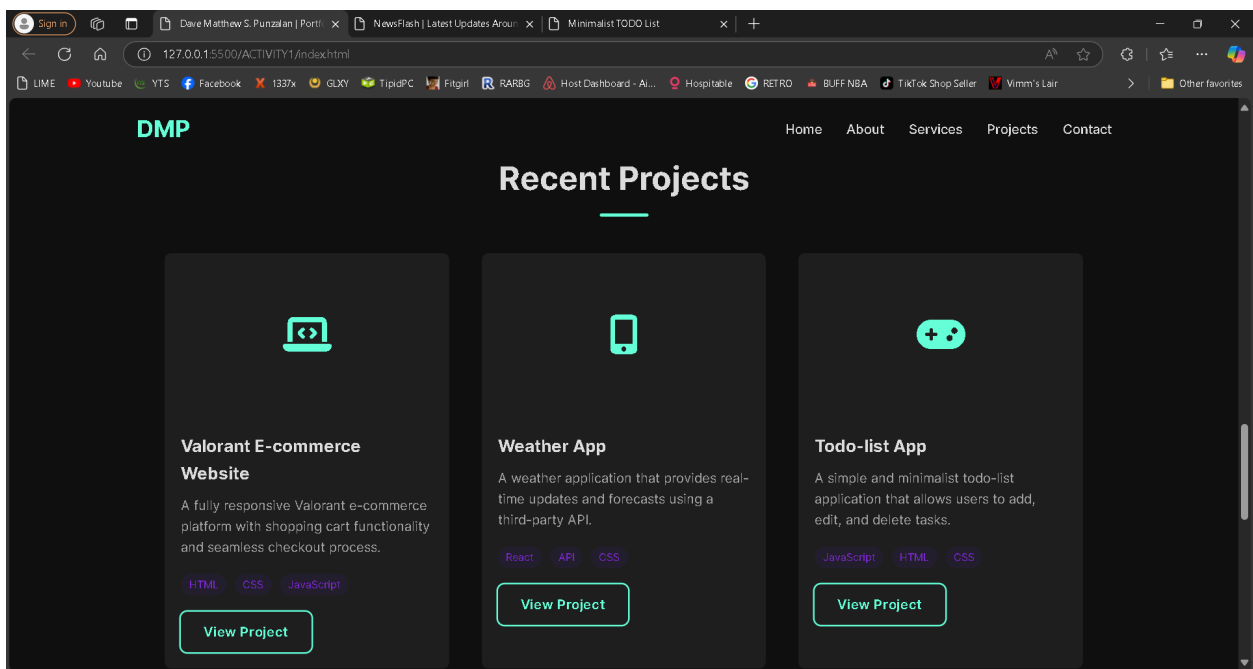 Sign in
Dave Matthew S. Punzalan | Portf
NewsFlash | Latest Updates Aroun
Minimalist TODO List
127.0.0.1:5500/ACTIVITY1/index.html
LIME Youtube YTS Facebook 1337x GLXY TipidPC Fitgirl RARBG Host Dashboard - Ai... Hospitable RETRO BUFF NBA TikTok Shop Seller Vimm's Lair Other favorites
DMP
Home About Services Projects Contact
Recent Projects
Valorant E-commerce
Website
A fully responsive Valorant e-commerce
platform with shopping cart functionality
and seamless checkout process.
HTML CSS JavaScript
View Project
Weather App
A weather application that provides real-
time updates and forecasts using a
third-party API.
React API CSS
View Project
Todo-list App
A simple and minimalist todo-list
application that allows users to add,
edit, and delete tasks.
JavaScript HTML CSS
View Project